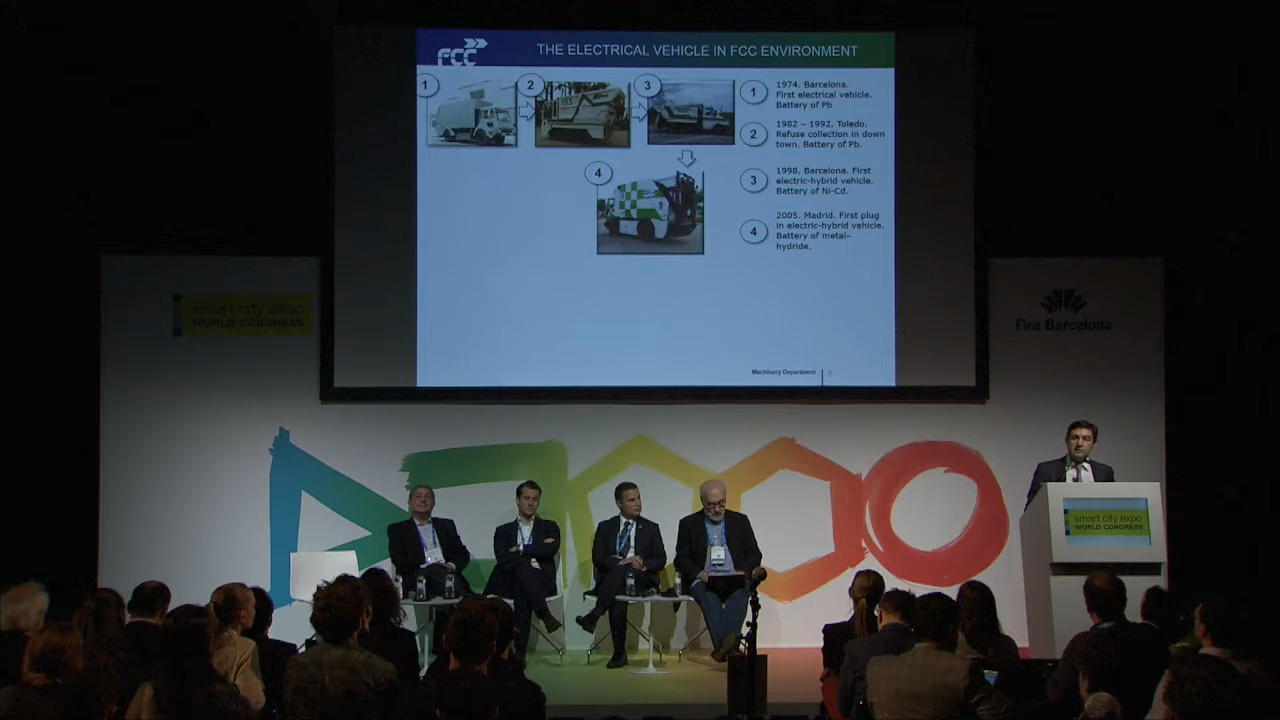 FCC
THE ELECTRICAL VEHICLE IN FCC ENVIRONMENT
1
2
3
4
1
1974. Barcelona.
First electrical vehicle.
Battery of Pb
2
1982 – 1992. Toledo.
Refuse collection in down
town. Battery of Pb.
3
1998. Barcelona. First
electric-hybrid vehicle.
Battery of Ni-Cd.
4
2005. Madrid. First plug
in electric-hybrid vehicle.
Battery of metal–
hydride.
Machinery Department
smart city expo
WORLD CONGRESS
Fira Barcelona
smart city expo
WORLD CONGRESS